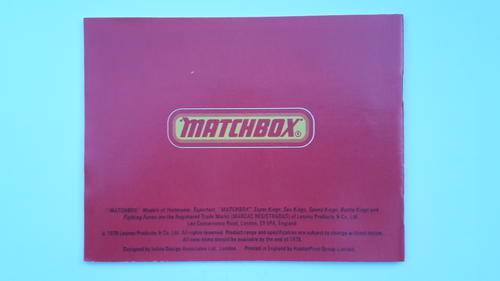 "MATCHBOX"®
"MATCHBOX" Models of Yesteryear, Superfast, "MATCHBOX" Super Kings, Sea Kings, Speed Kings, Battle Kings and
Fighting Furies are the Registered Trade Marks (MARCAS REGISTRADAS) of Lesney Products & Co Ltd.
Lee Conservancy Road, London, E9 5PA, England.
© 1978 Lesney Products & Co Ltd. All rights reserved. Product range and specifications are subject to change without notice.
All new items should be available by the end of 1978.
Designed by Design Associates Ltd. London. Printed in England by Group Limited.